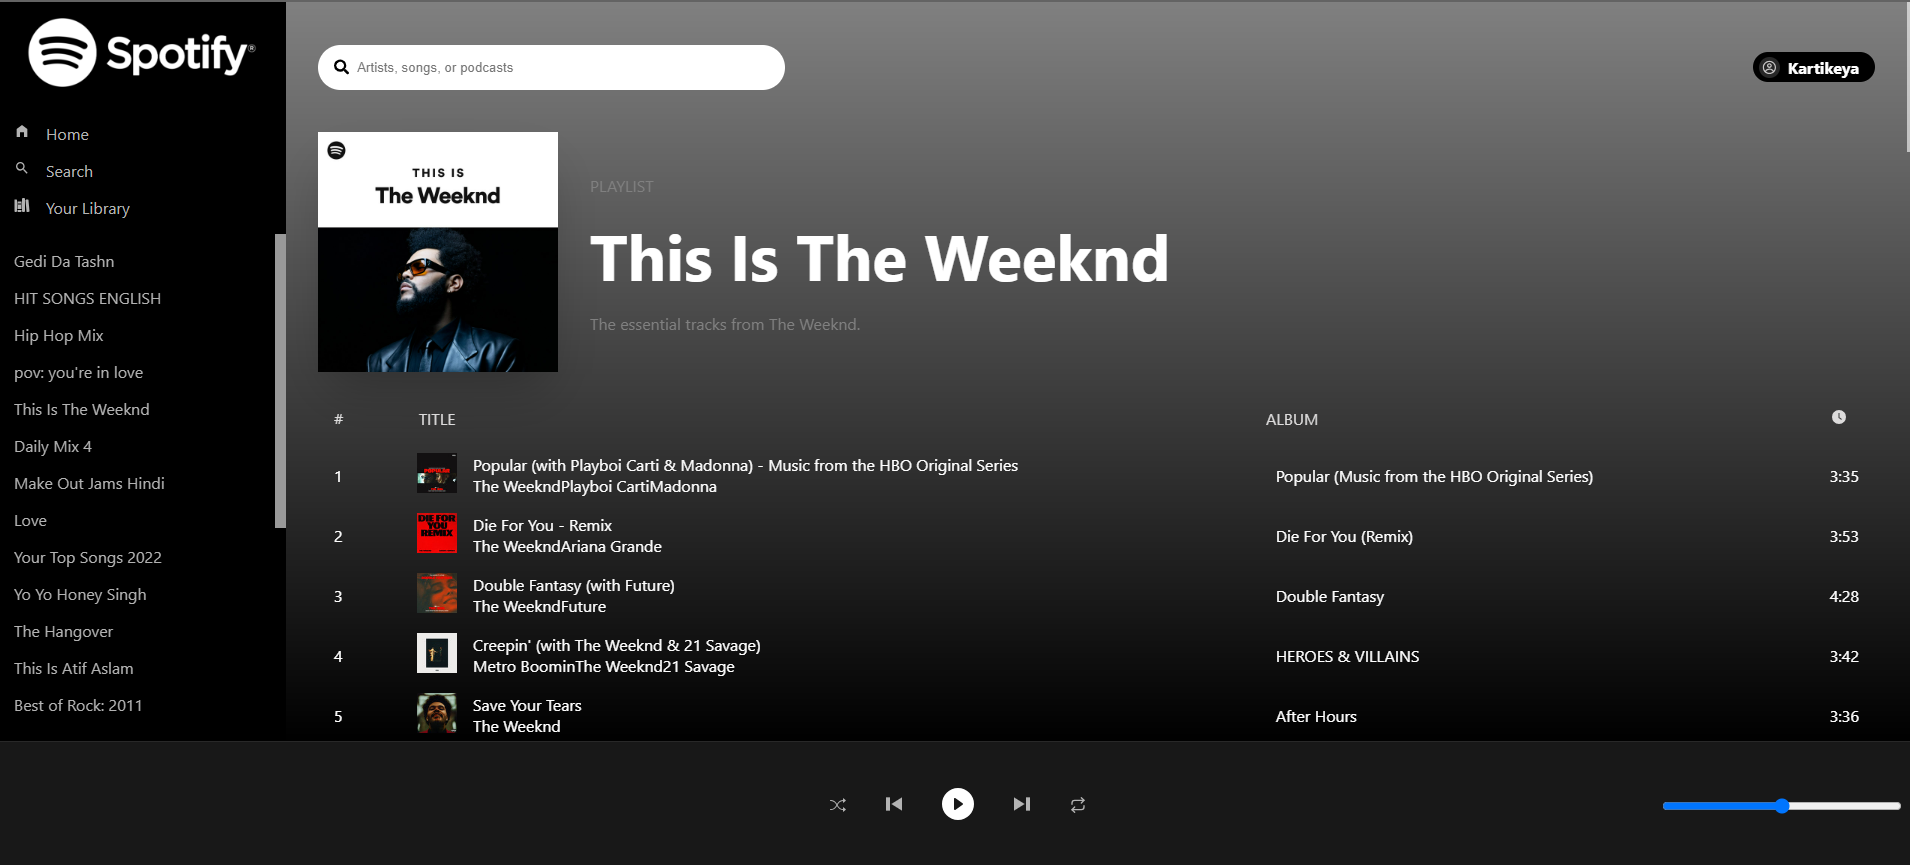 Spotify®
Home
Search
Your Library
Gedi Da Tashn
HIT SONGS ENGLISH
Hip Hop Mix
pov: you're in love
This Is The Weeknd
Daily Mix 4
Make Out Jams Hindi
Love
Your Top Songs 2022
Yo Yo Honey Singh
The Hangover
This Is Atif Aslam
Best of Rock: 2011
Artists, songs, or podcasts
Kartikeya
THIS IS
The Weeknd
PLAYLIST
This Is The Weeknd
The essential tracks from The Weeknd.
# TITLE ALBUM
1 Popular (with Playboi Carti & Madonna) - Music from the HBO Original Series Popular (Music from the HBO Original Series) 3:35
The WeekndPlayboi CartiMadonna
DIE FOR
YOU
REMIX
2 Die For You - Remix Die For You (Remix) 3:53
The WeekndAriana Grande
3 Double Fantasy (with Future) Double Fantasy 4:28
The WeekndFuture
4 Creepin' (with The Weeknd & 21 Savage) HEROES & VILLAINS 3:42
Metro BoominThe Weeknd21 Savage
5 Save Your Tears After Hours 3:36
The Weeknd